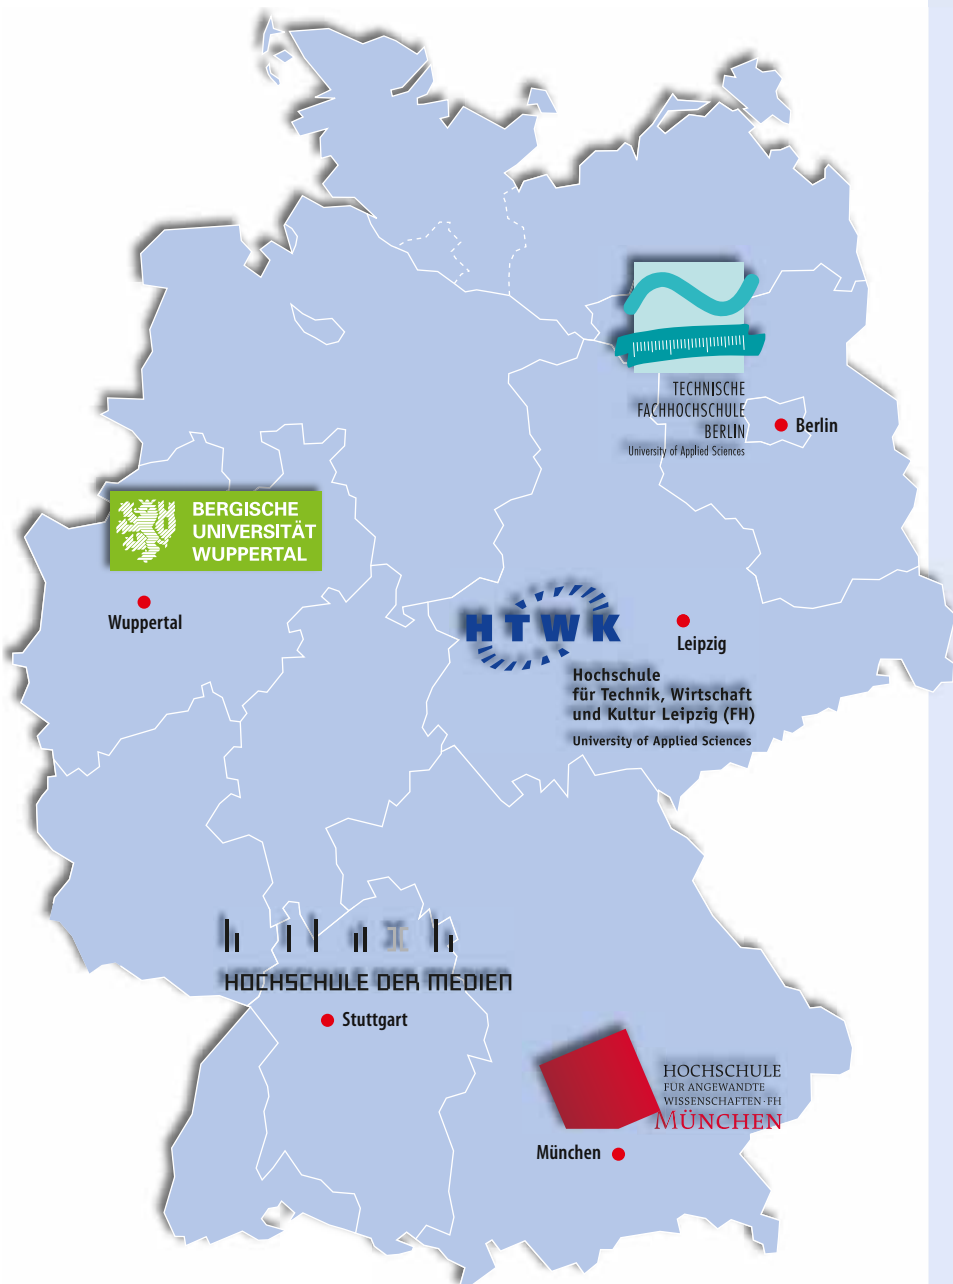 TECHNISCHE
FACHHOCHSCHULE
BERLIN
University of Applied Sciences
Berlin
BERGISCHE
UNIVERSITÄT
WUPPERTAL
Wuppertal
HTWK
Leipzig
Hochschule
für Technik, Wirtschaft
und Kultur Leipzig (FH)
University of Applied Sciences
HOCHSCHULE DER MEDIEN
Stuttgart
HOCHSCHULE
FÜR ANGEWANDTE
WISSENSCHAFTEN·FH
MÜNCHEN
München